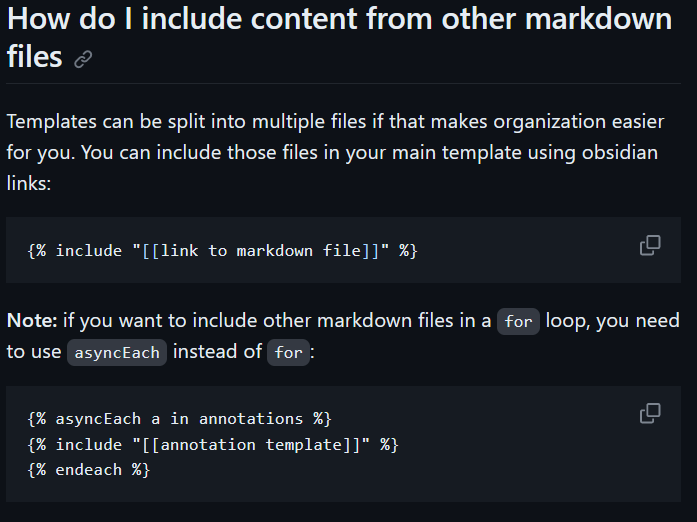 How do I include content from other markdown
files
Templates can be split into multiple files if that makes organization easier
for you. You can include those files in your main template using obsidian
links:
{% include "[[link to markdown file]]" %}
Note: if you want to include other markdown files in a for loop, you need
to use asyncEach instead of for:
{% asyncEach a in annotations %}
{% include "[[annotation template]]" %}
{% endeach %}